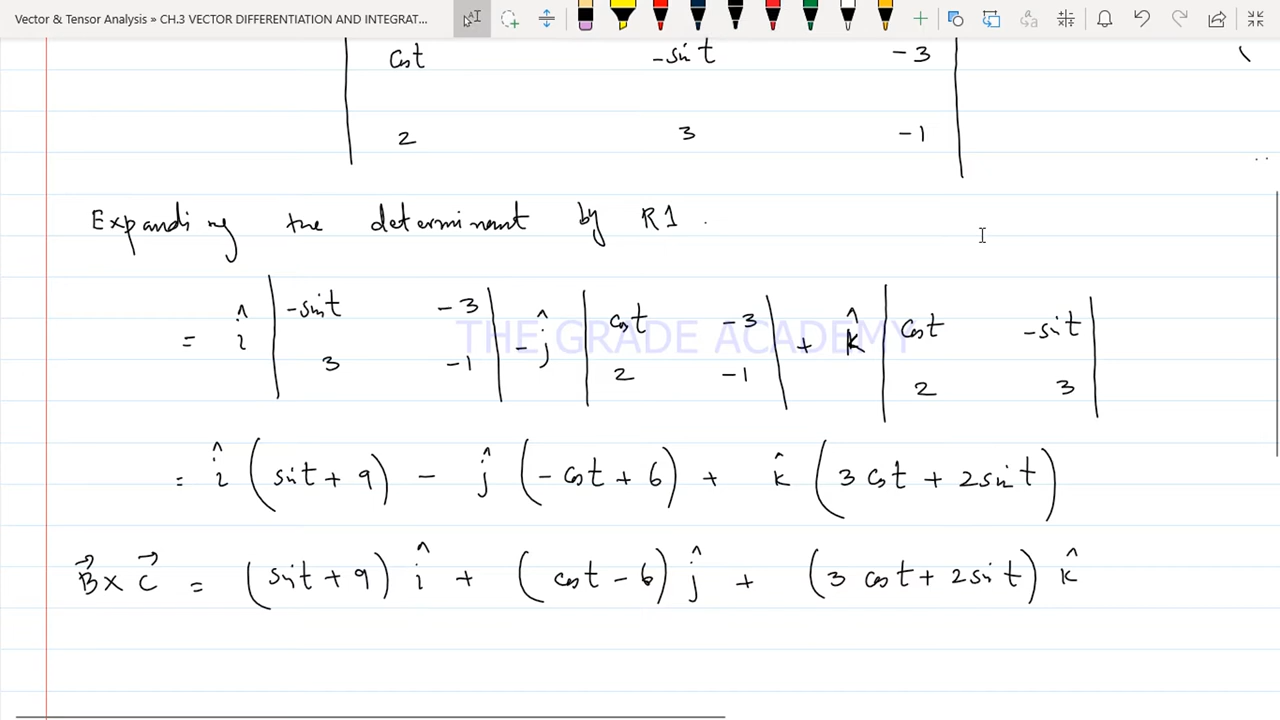 Vector & Tensor Analysis » CH.3 VECTOR DIFFERENTIATION AND INTEGRAT...
| cost -sint -3 |
| 2 3 -1 |
Expanding the determinant by R1.
= î | -sint -3 | - ĵ | cost -3 | + k̂ | cost -sint |
| 3 -1 | | 2 -1 | | 2 3 |
THE GRADE ACADEMY
= î (sint + 9) - ĵ (-cost + 6) + k̂ (3 cost + 2sint)
B⃗ × C⃗ = (sint + 9) î + (cost - 6) ĵ + (3 cost + 2sint) k̂